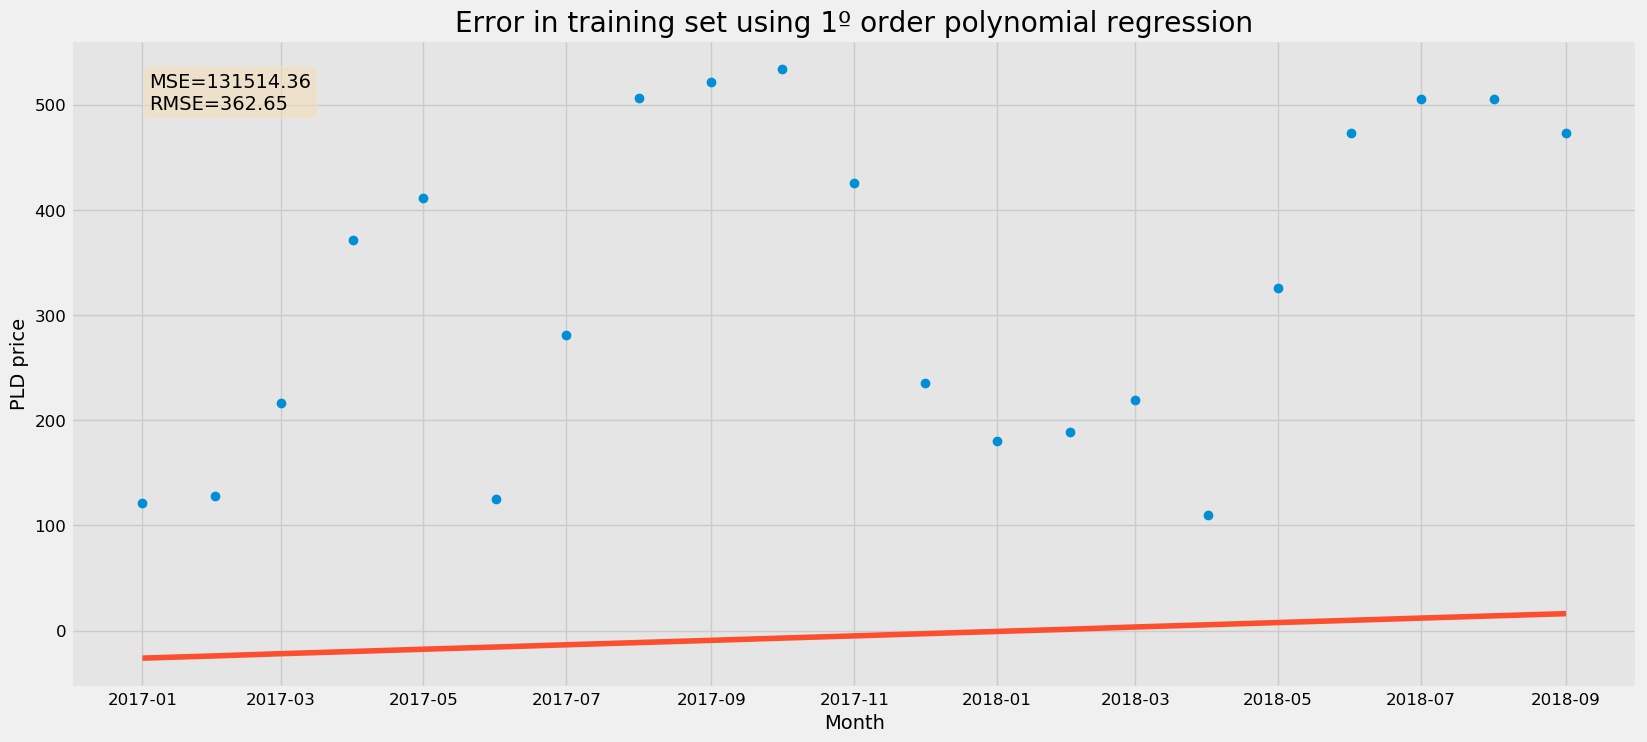 Error in training set using 1º order polynomial regression
MSE=131514.36
RMSE=362.65
500
400
300
200
100
0
PLD price
2017-01 2017-03 2017-05 2017-07 2017-09 2017-11 2018-01 2018-03 2018-05 2018-07 2018-09
Month